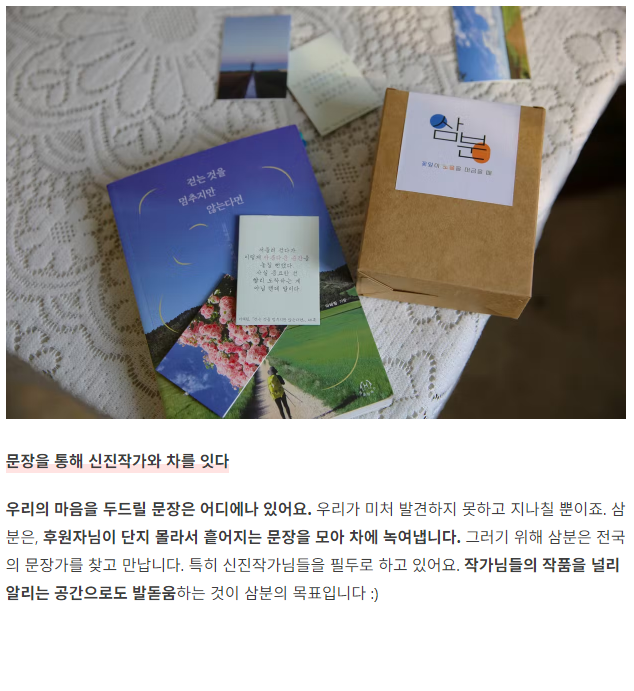 삼분
걷는 것을
멈추지만
않는다면
문장을 통해 신진작가와 차를 잇다
우리의 마음을 두드릴 문장은 어디에나 있어요. 우리가 미처 발견하지 못하고 지나칠 뿐이죠. 삼
분은, 후원자님이 단지 몰라서 흩어지는 문장을 모아 차에 녹여냅니다. 그러기 위해 삼분은 전국
의 문장가를 찾고 만납니다. 특히 신진작가님들을 필두로 하고 있어요. 작가님들의 작품을 널리
알리는 공간으로도 발돋움하는 것이 삼분의 목표입니다 :)